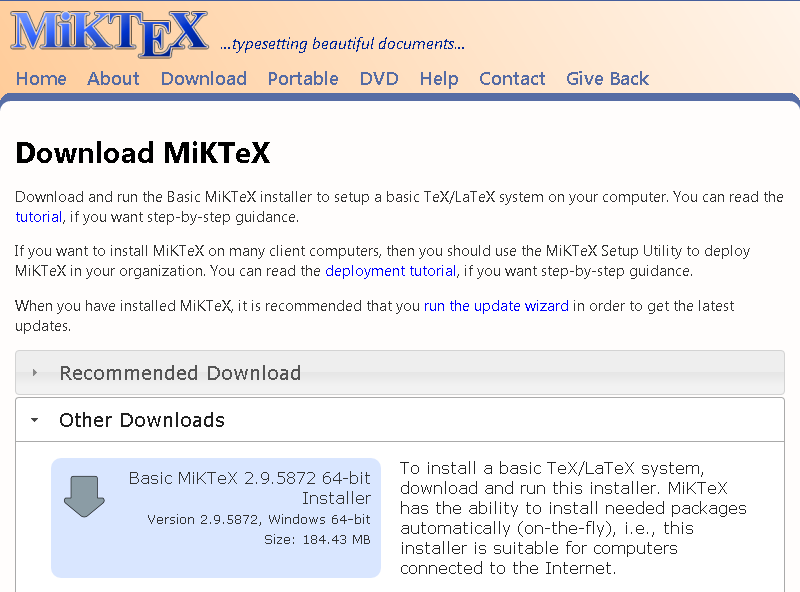 MiKTeX ...typesetting beautiful documents...
Home About Download Portable DVD Help Contact Give Back
Download MiKTeX
Download and run the Basic MiKTeX installer to setup a basic TeX/LaTeX system on your computer. You can read the
tutorial, if you want step-by-step guidance.
If you want to install MiKTeX on many client computers, then you should use the MiKTeX Setup Utility to deploy
MiKTeX in your organization. You can read the deployment tutorial, if you want step-by-step guidance.
When you have installed MiKTeX, it is recommended that you run the update wizard in order to get the latest
updates.
Recommended Download
Other Downloads
Basic MiKTeX 2.9.5872 64-bit
Installer
Version 2.9.5872, Windows 64-bit
Size: 184.43 MB
To install a basic TeX/LaTeX system,
download and run this installer. MiKTeX
has the ability to install needed packages
automatically (on-the-fly), i.e., this
installer is suitable for computers
connected to the Internet.